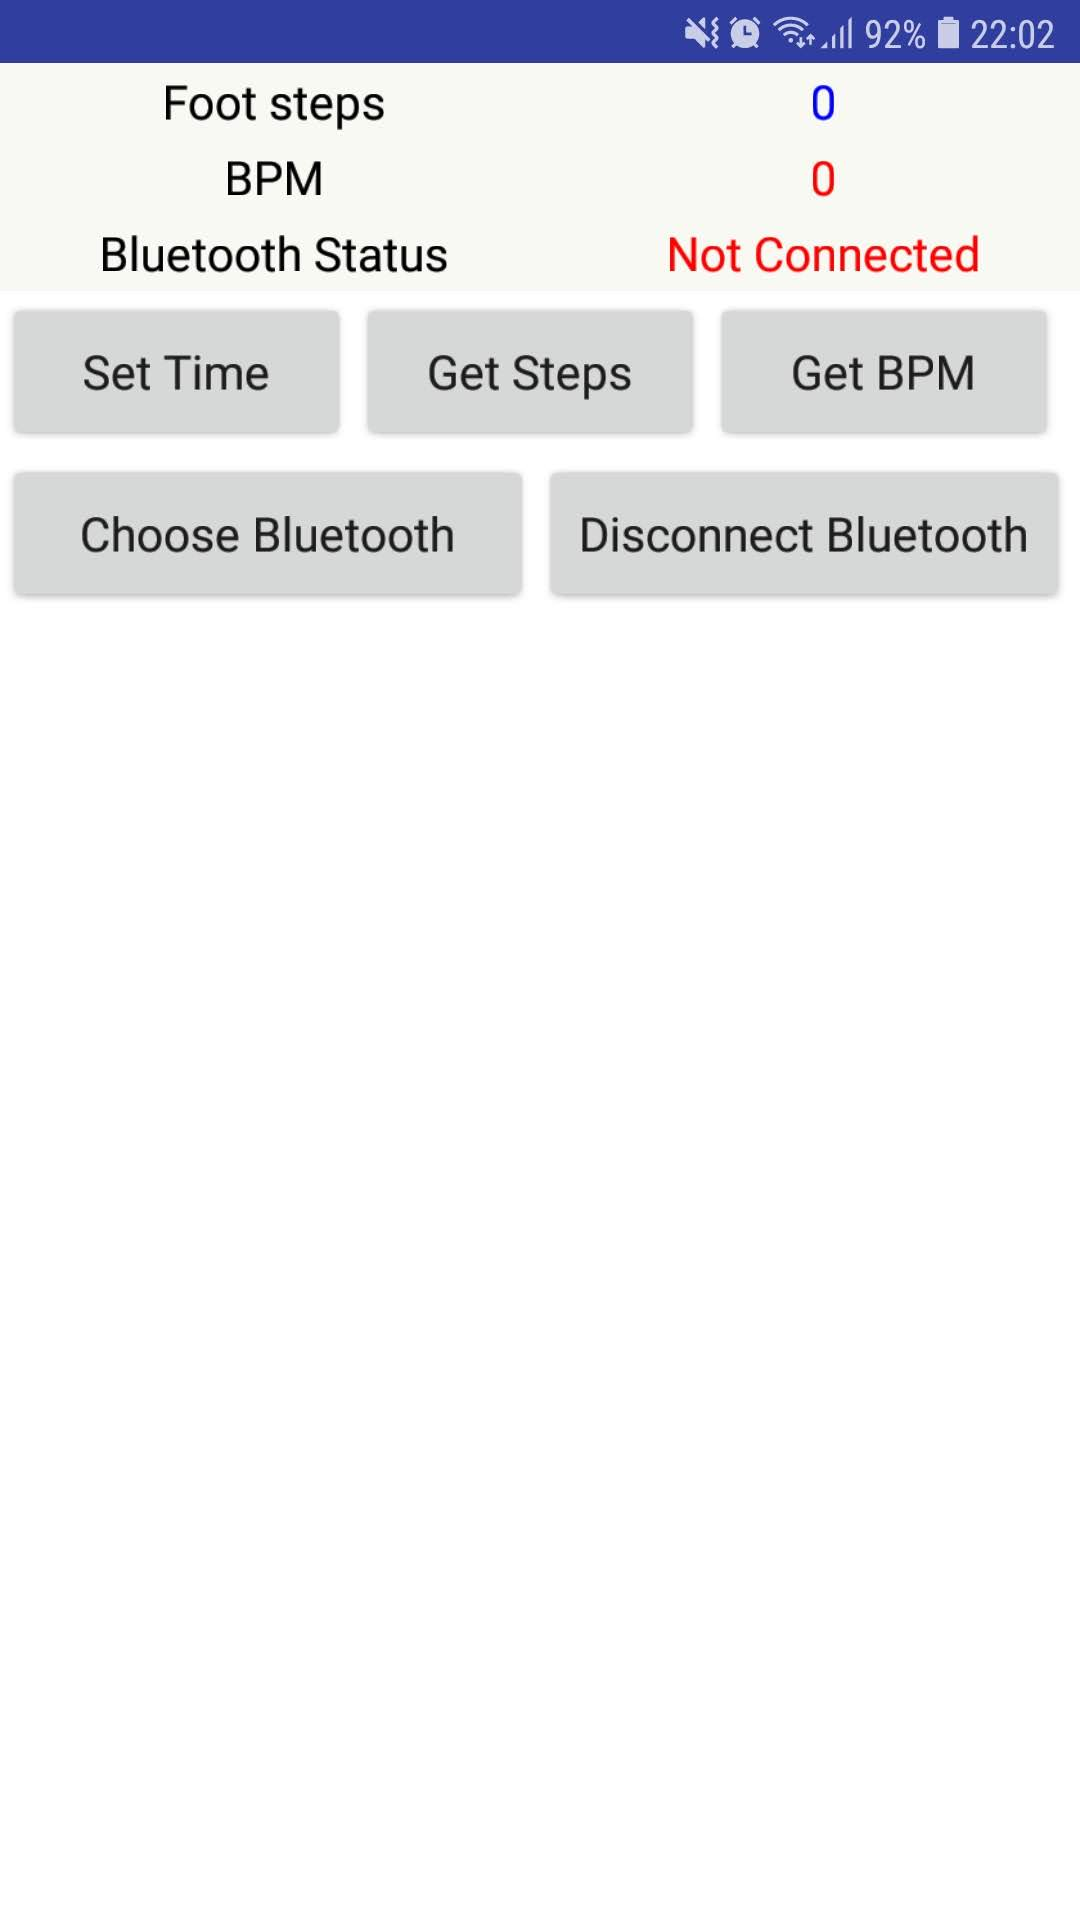 92% 22:02
Foot steps 0
BPM 0
Bluetooth Status Not Connected
Set Time Get Steps Get BPM
Choose Bluetooth Disconnect Bluetooth